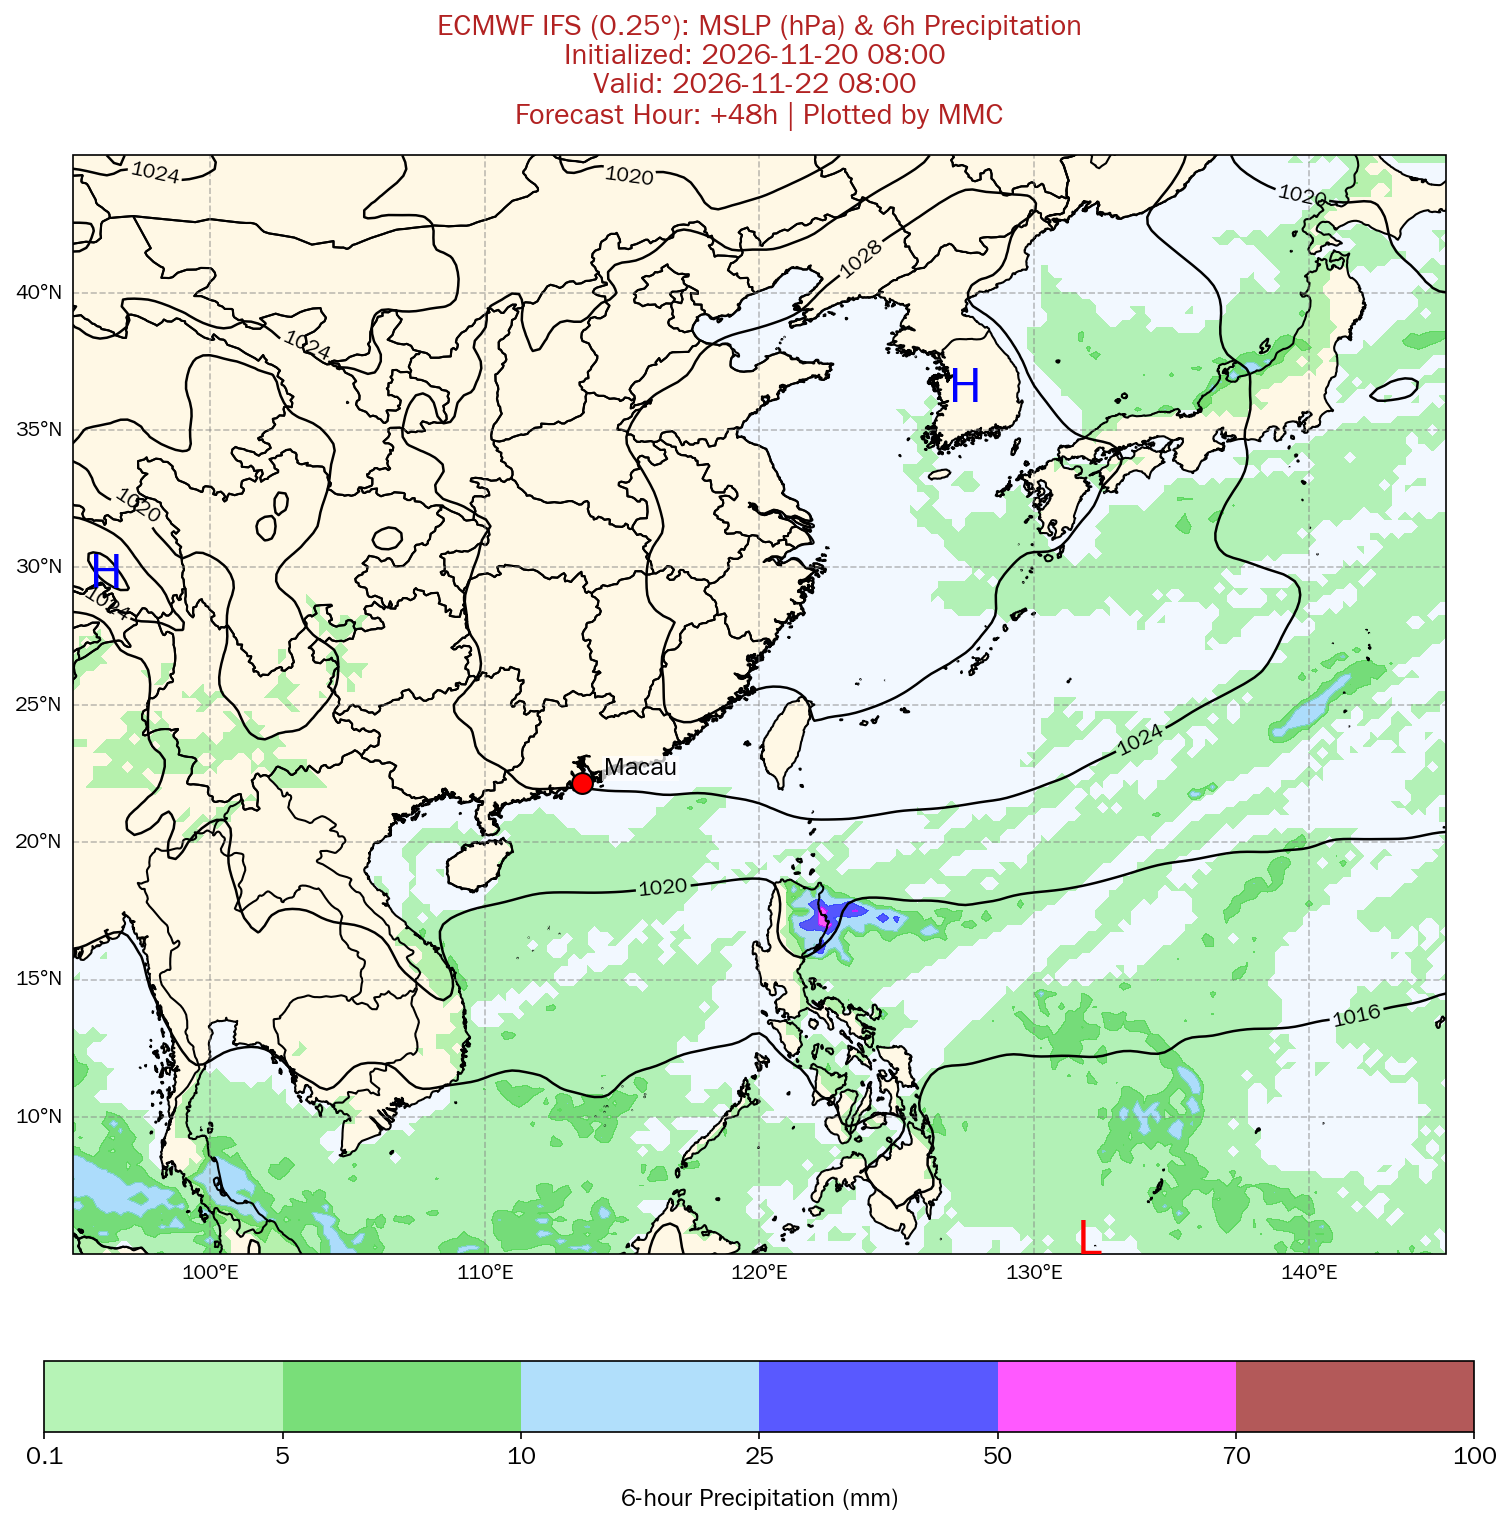 ECMWF IFS (0.25°): MSLP (hPa) & 6h Precipitation
Initialized: 2026-11-20 08:00
Valid: 2026-11-22 08:00
Forecast Hour: +48h | Plotted by MMC
1024
1020
1020
1028
40°N
1024
H
35°N
1020
30°N
H
1024
25°N
1024
Macau
20°N
1020
15°N
1016
10°N
L
100°E 110°E 120°E 130°E 140°E
0.1 5 10 25 50 70 100
6-hour Precipitation (mm)